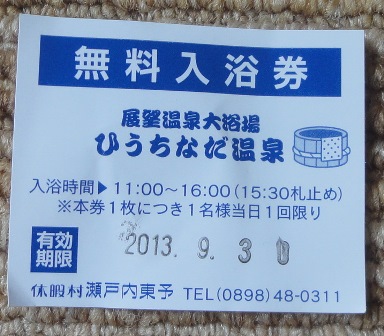 無料入浴券
展望温泉大浴場
ひうちなだ温泉
入浴時間▶11:00～16:00(15:30札止め)
※本券1枚につき1名様当日1回限り
有効期限 2013. 9. 30
休暇村瀬戸内東予 TEL(0898)48-0311